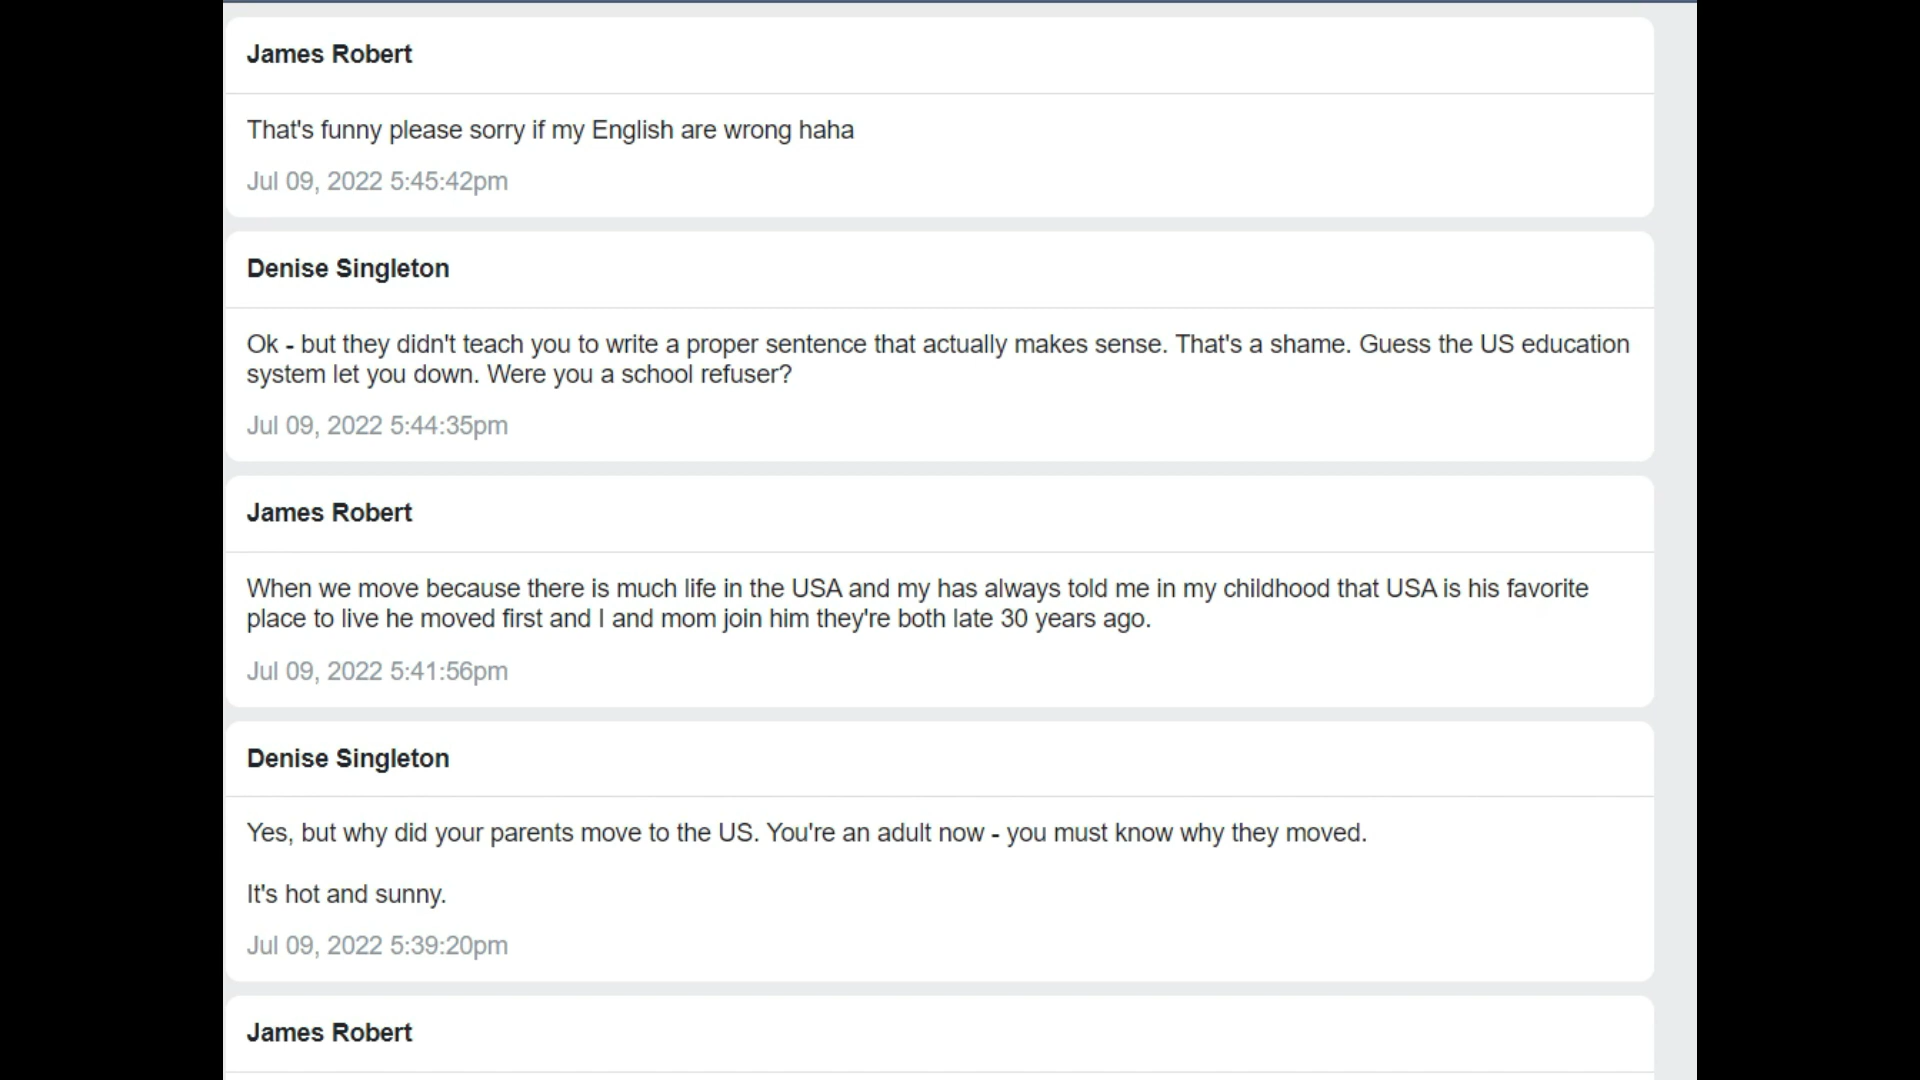 James Robert
That's funny please sorry if my English are wrong haha
Jul 09, 2022 5:45:42pm
Denise Singleton
Ok - but they didn't teach you to write a proper sentence that actually makes sense. That's a shame. Guess the US education
system let you down. Were you a school refuser?
Jul 09, 2022 5:44:35pm
James Robert
When we move because there is much life in the USA and my has always told me in my childhood that USA is his favorite
place to live he moved first and I and mom join him they're both late 30 years ago.
Jul 09, 2022 5:41:56pm
Denise Singleton
Yes, but why did your parents move to the US. You're an adult now - you must know why they moved.
It's hot and sunny.
Jul 09, 2022 5:39:20pm
James Robert